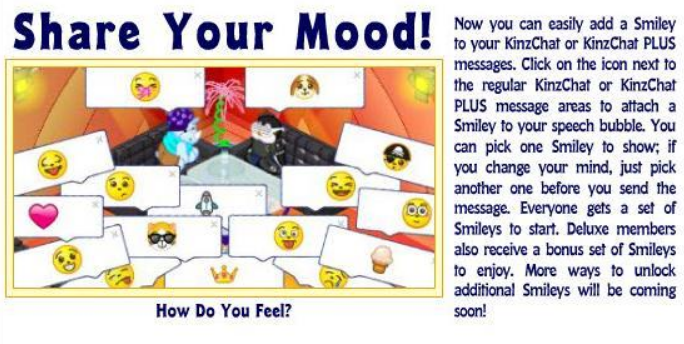 Share Your Mood!
How Do You Feel?
Now you can easily add a Smiley
to your KinzChat or KinzChat PLUS
messages. Click on the icon next to
the regular KinzChat or KinzChat
PLUS message areas to attach a
Smiley to your speech bubble. You
can pick one Smiley to show; if
you change your mind, just pick
another one before you send the
message. Everyone gets a set of
Smileys to start. Deluxe members
also receive a bonus set of Smileys
to enjoy. More ways to unlock
additional Smileys will be coming
soon!